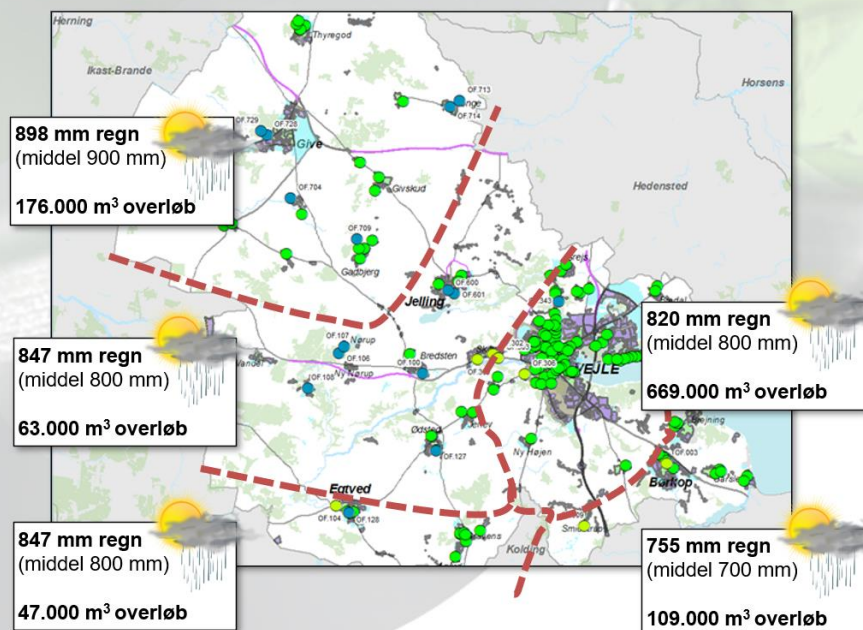 Herning
Thyregod
Ikast-Brande
Horsens
OF.713
OF.714
OF.729
OF.728
Give
898 mm regn
(middel 900 mm)
176.000 m³ overløb
Hedensted
OF.704
Givskud
OF.709
Gadbjerg
OF.600
OF.601
Jelling
343
820 mm regn
(middel 800 mm)
669.000 m³ overløb
847 mm regn
(middel 800 mm)
63.000 m³ overløb
OF.107
Nørup
OF.106
Ny Nørup
OF.108
OF.100
Bredsten
302
OF.306
VEJLE
Ødsted
OF.127
Ny Højen
OF.003
Børkop
Egtved
OF.104
OF.128
Kolding
847 mm regn
(middel 800 mm)
47.000 m³ overløb
755 mm regn
(middel 700 mm)
109.000 m³ overløb